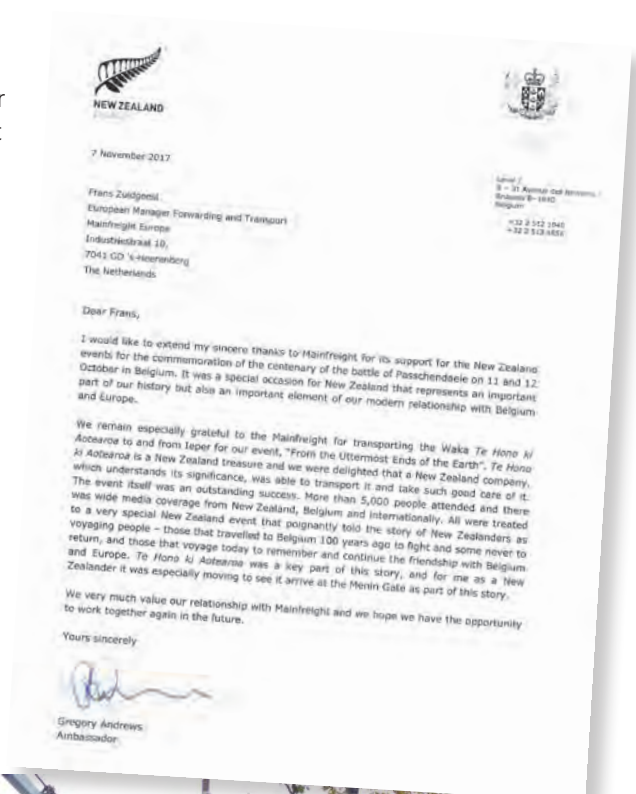 NEW ZEALAND
7 November 2017
Level 7
Belgium
Frans Zuidgeest
European Manager Forwarding and Transport
Mainfreight Europe
Industriestraat 10,
7041 GD 's-Heerenberg
The Netherlands
Dear Frans,
I would like to extend my sincere thanks to Mainfreight for its support for the New Zealand
events for the commemoration of the centenary of the battle of Passchendaele on 11 and 12
October in Belgium. It was a special occasion for New Zealand that represents an important
part of our history but also an important element of our modern relationship with Belgium
and Europe.
We remain especially grateful to the Mainfreight for transporting the Waka Te Hono ki
Aotearoa to and from Ieper for our event, "From the Uttermost Ends of the Earth". Te Hono
ki Aotearoa is a New Zealand treasure and we were delighted that a New Zealand company,
which understands its significance, was able to transport it and take such good care of it.
The event itself was an outstanding success. More than 5,000 people attended and there
was wide media coverage from New Zealand, Belgium and internationally. All were treated
to a very special New Zealand event that poignantly told the story of New Zealanders as
voyaging people – those that travelled to Belgium 100 years ago to fight and some never to
return, and those that voyage today to remember and continue the friendship with Belgium
and Europe. Te Hono ki Aotearoa was a key part of this story, and for me as a New
Zealander it was especially moving to see it arrive at the Menin Gate as part of this story.
We very much value our relationship with Mainfreight and we hope we have the opportunity
to work together again in the future.
Yours sincerely
Gregory Andrews
Ambassador